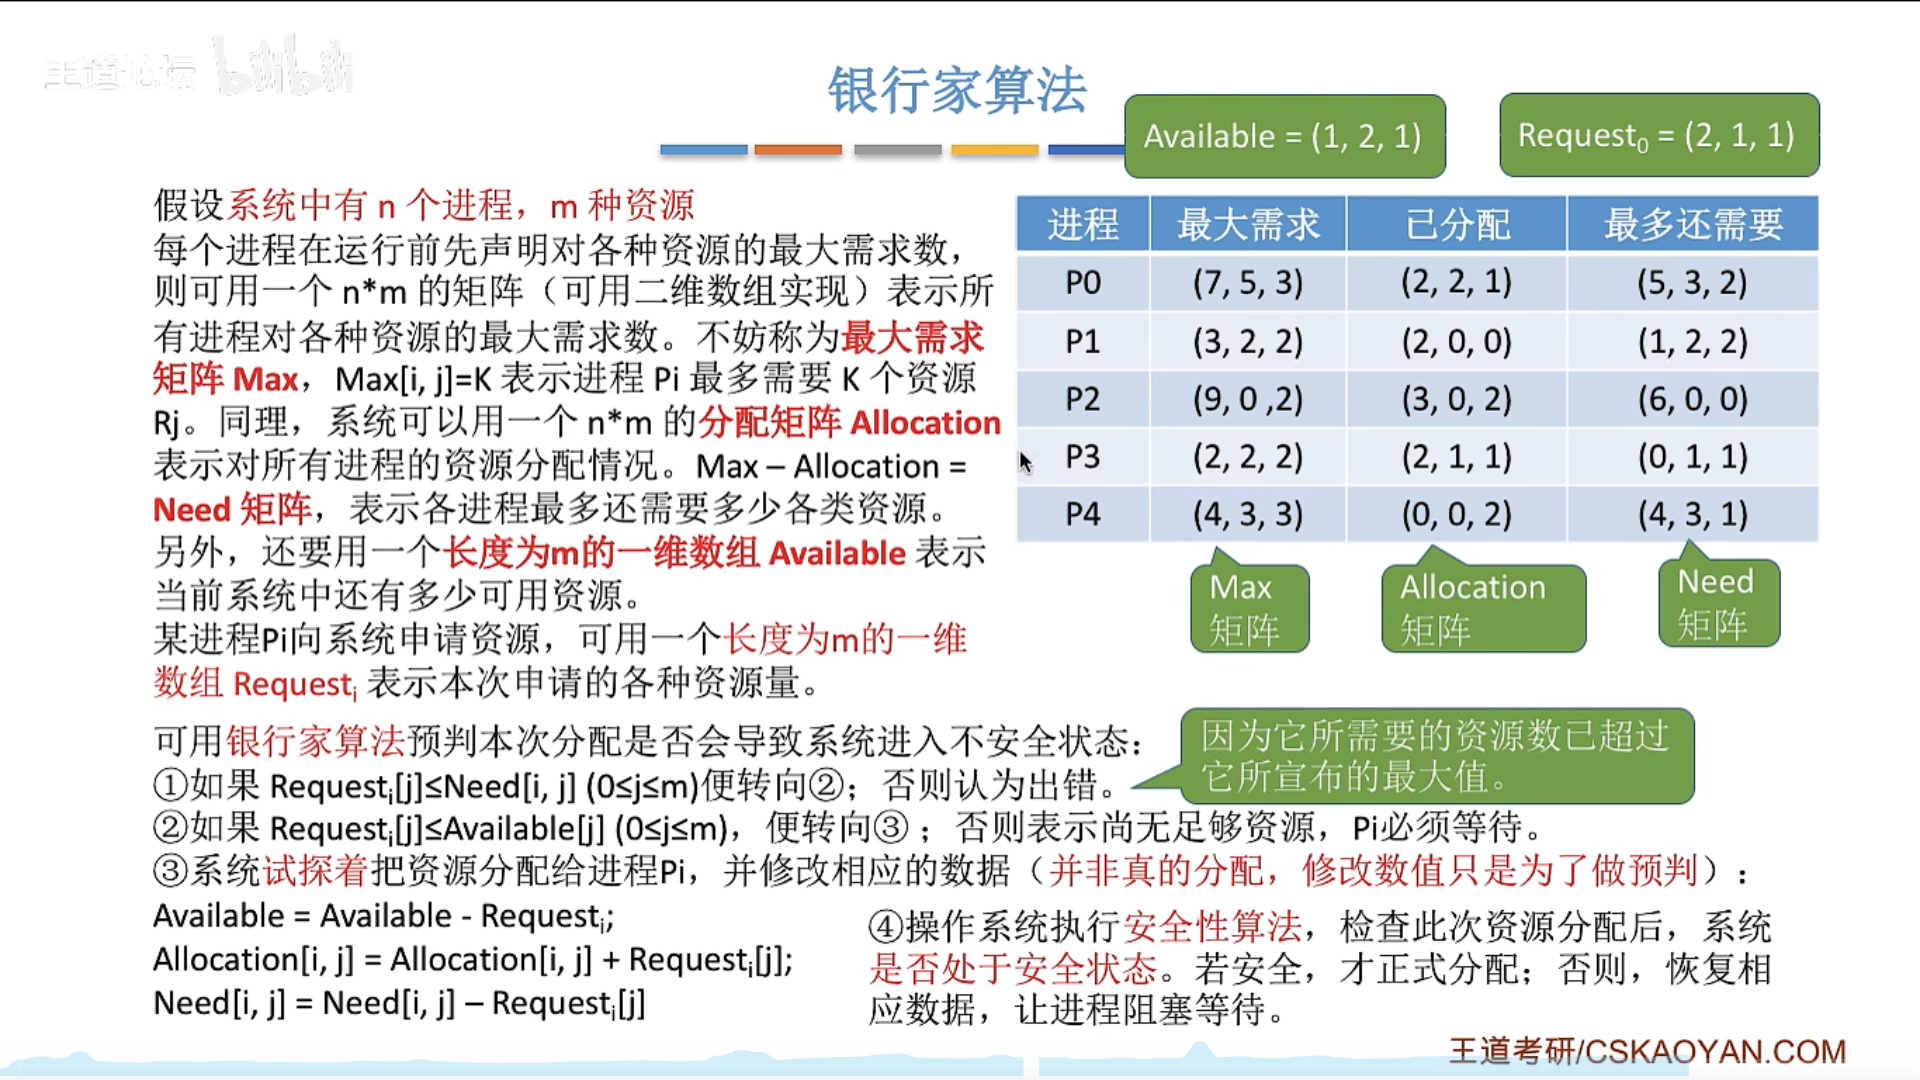 王道论坛 bilibili
银行家算法
Available = (1, 2, 1)
Request₀ = (2, 1, 1)
假设系统中有 n 个进程，m 种资源
每个进程在运行前先声明对各种资源的最大需求数，
则可用一个 n*m 的矩阵（可用二维数组实现）表示所
有进程对各种资源的最大需求数。不妨称为最大需求
矩阵 Max，Max[i, j]=K 表示进程 Pi 最多需要 K 个资源
Rj。同理，系统可以用一个 n*m 的分配矩阵 Allocation
表示对所有进程的资源分配情况。Max – Allocation =
Need 矩阵，表示各进程最多还需要多少各类资源。
另外，还要用一个长度为m的一维数组 Available 表示
当前系统中还有多少可用资源。
某进程Pi向系统申请资源，可用一个长度为m的一维
数组 Requestᵢ 表示本次申请的各种资源量。
进程 最大需求 已分配 最多还需要
P0 (7, 5, 3) (2, 2, 1) (5, 3, 2)
P1 (3, 2, 2) (2, 0, 0) (1, 2, 2)
P2 (9, 0 ,2) (3, 0, 2) (6, 0, 0)
P3 (2, 2, 2) (2, 1, 1) (0, 1, 1)
P4 (4, 3, 3) (0, 0, 2) (4, 3, 1)
Max
矩阵
Allocation
矩阵
Need
矩阵
可用银行家算法预判本次分配是否会导致系统进入不安全状态：
①如果 Requestᵢ[j]≤Need[i, j] (0≤j≤m)便转向②；否则认为出错。
因为它所需要的资源数已超过
它所宣布的最大值。
②如果 Requestᵢ[j]≤Available[j] (0≤j≤m)，便转向③；否则表示尚无足够资源，Pi必须等待。
③系统试探着把资源分配给进程Pi，并修改相应的数据（并非真的分配，修改数值只是为了做预判）：
Available = Available - Requestᵢ;
Allocation[i, j] = Allocation[i, j] + Requestᵢ[j];
Need[i, j] = Need[i, j] – Requestᵢ[j]
④操作系统执行安全性算法，检查此次资源分配后，系统
是否处于安全状态。若安全，才正式分配；否则，恢复相
应数据，让进程阻塞等待。
王道考研/CSKAOYAN.COM